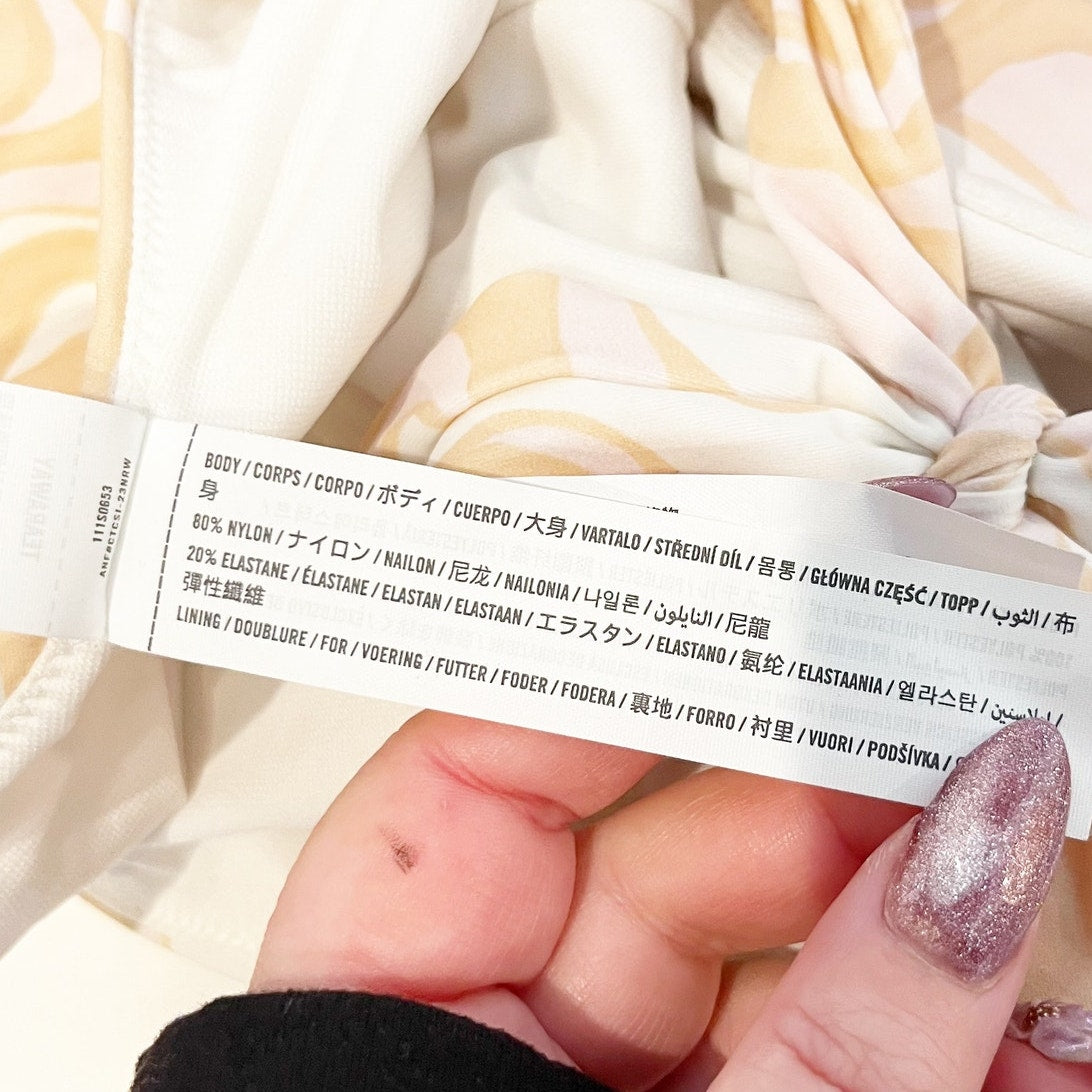 BODY / CORPS / CORPO / ボディ / CUERPO / 大身 / VARTALO / STŘEDNÍ DÍL / 몸통 / GŁÓWNA CZĘŚĆ / TOPP / الثوب / 布
身
80% NYLON / ナイロン / NAILON / 尼龙 / NAILONIA / 나일론 / النايلون / 尼龍
20% ELASTANE / ÉLASTANE / ELASTAN / ELASTAAN / エラスタン / ELASTANO / 氨纶 / ELASTAANIA / 엘라스탄 /
彈性纖維
LINING / DOUBLURE / FOR / VOERING / FUTTER / FODER / FODERA / 裏地 / FORRO / 衬里 / VUORI / PODŠÍVKA /
111S0653